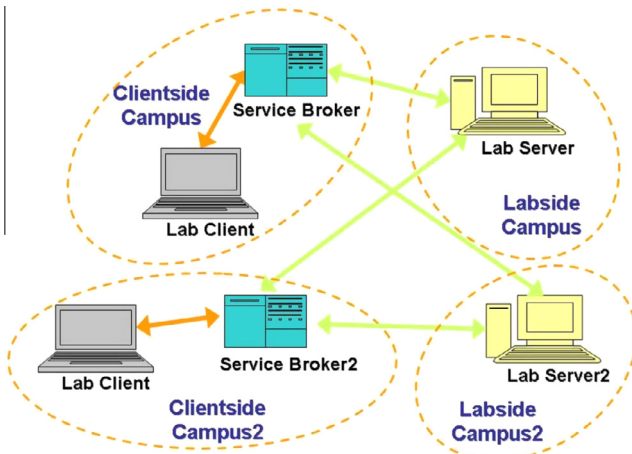 Clientside
Campus
Service Broker
Lab Client
Lab Server
Labside
Campus
Lab Client
Service Broker2
Clientside
Campus2
Lab Server2
Labside
Campus2